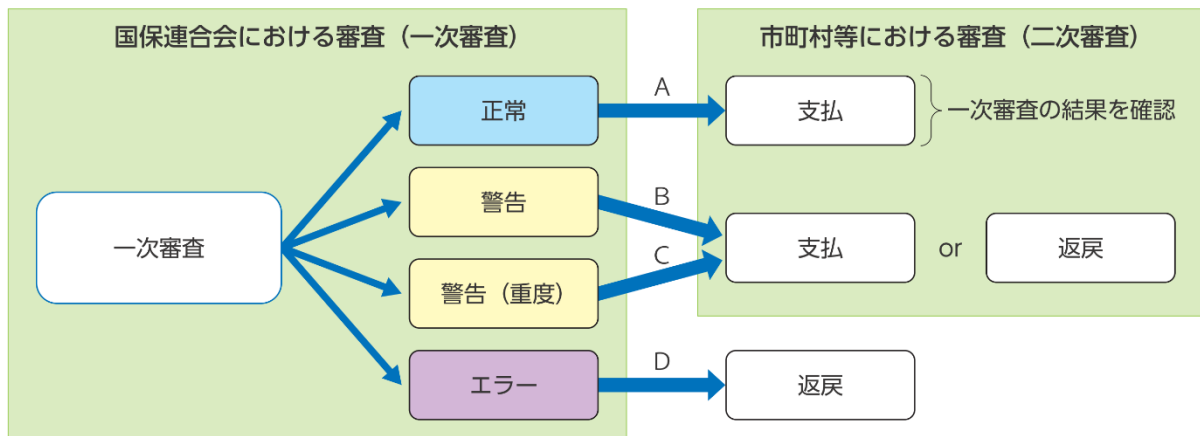 国保連合会における審査（一次審査）
市町村等における審査（二次審査）
一次審査
正常
A
支払
一次審査の結果を確認
警告
B
警告（重度）
C
支払
or
返戻
エラー
D
返戻